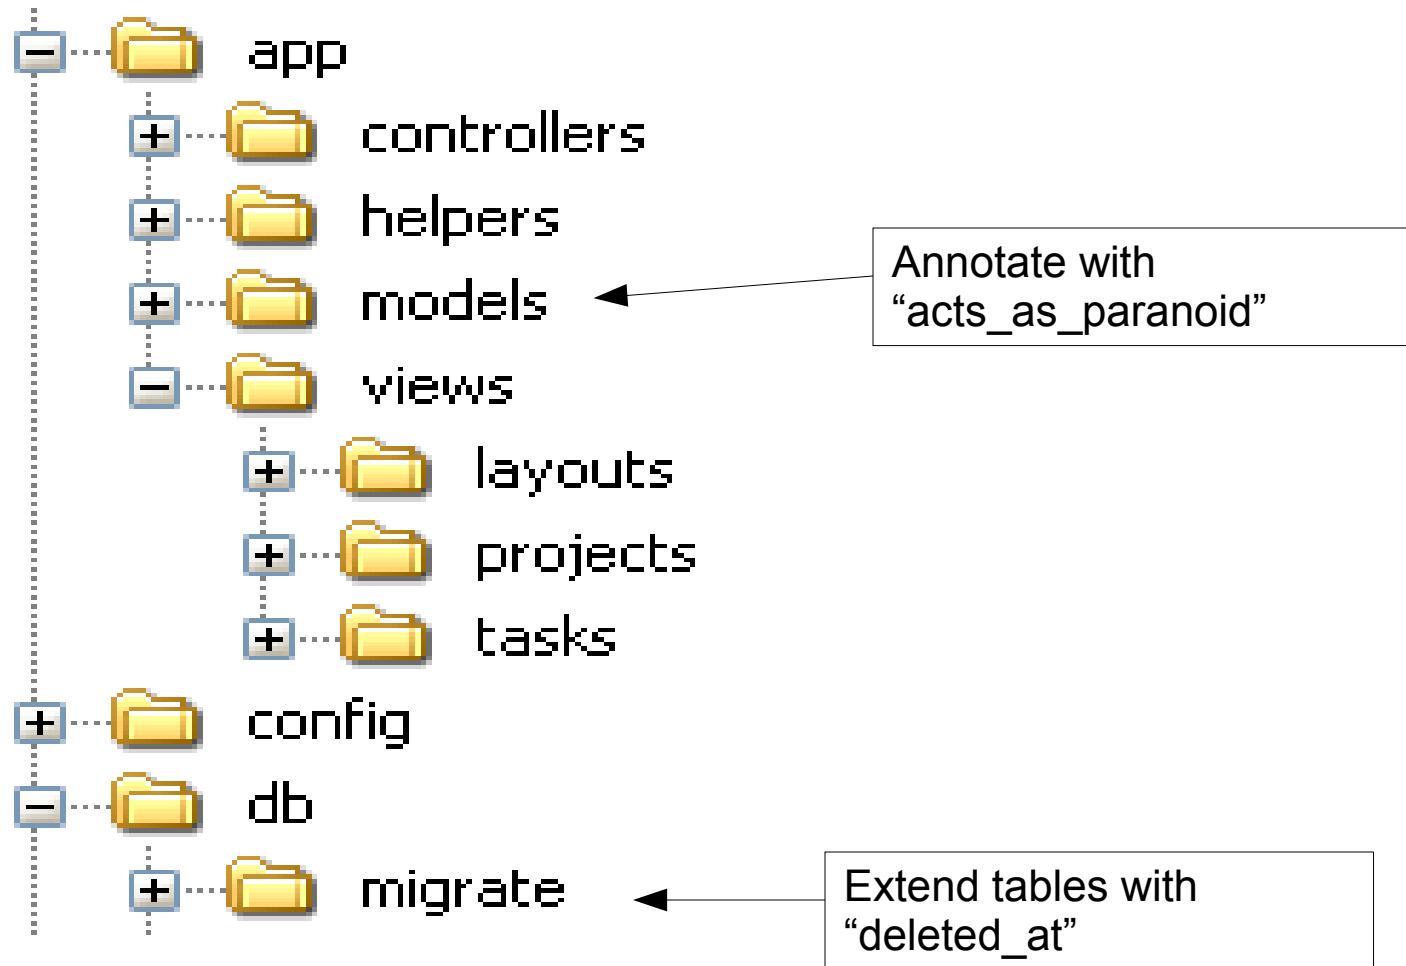 app
controllers
helpers
models
Annotate with
“acts_as_paranoid”
views
layouts
projects
tasks
config
db
migrate
Extend tables with
“deleted_at”